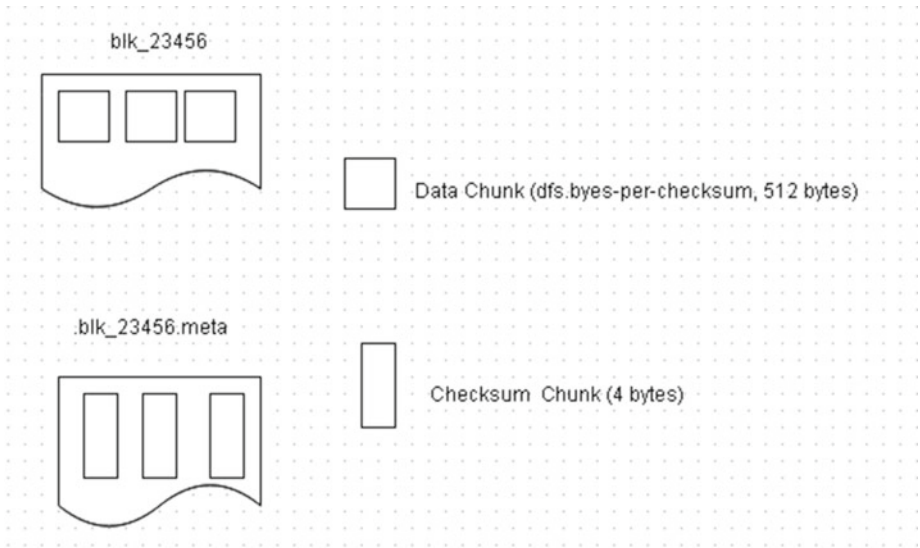 blk_23456
Data Chunk (dfs.byes-per-checksum, 512 bytes)
.blk_23456.meta
Checksum Chunk (4 bytes)